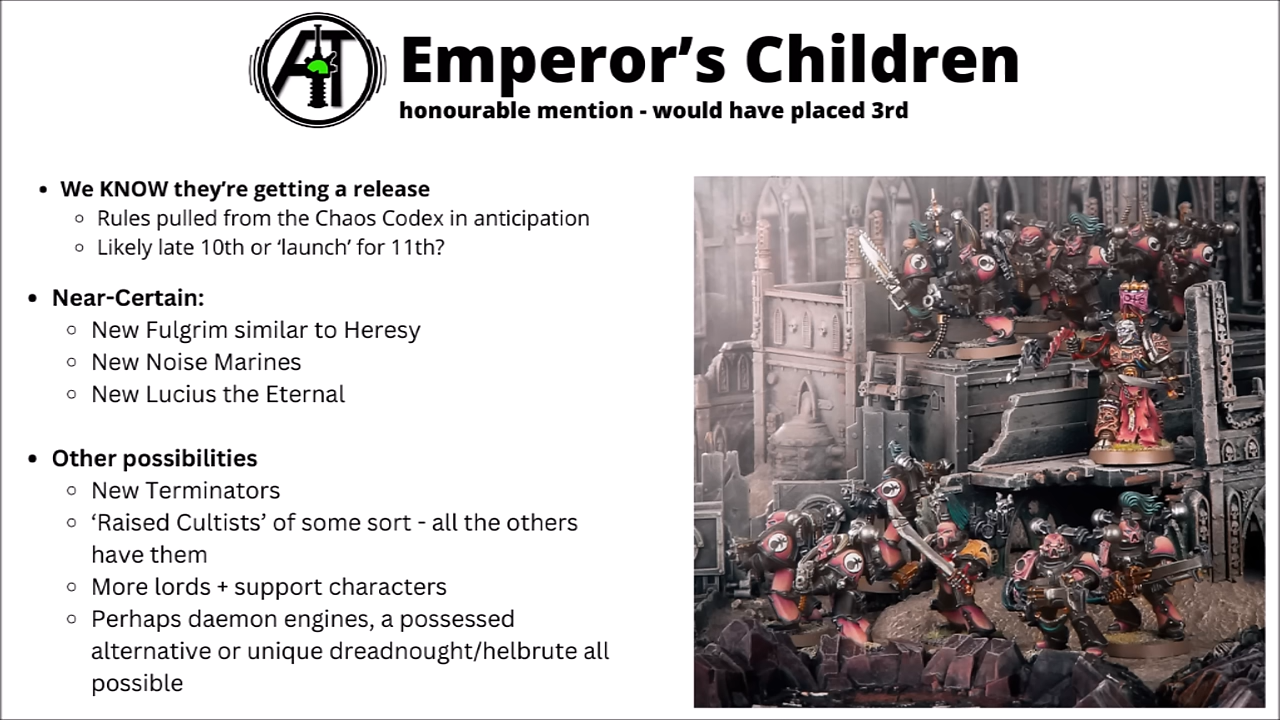 AT
Emperor’s Children
honourable mention - would have placed 3rd
• We KNOW they’re getting a release
◦ Rules pulled from the Chaos Codex in anticipation
◦ Likely late 10th or ‘launch’ for 11th?
• Near-Certain:
◦ New Fulgrim similar to Heresy
◦ New Noise Marines
◦ New Lucius the Eternal
• Other possibilities
◦ New Terminators
◦ ‘Raised Cultists’ of some sort - all the others
have them
◦ More lords + support characters
◦ Perhaps daemon engines, a possessed
alternative or unique dreadnought/helbrute all
possible